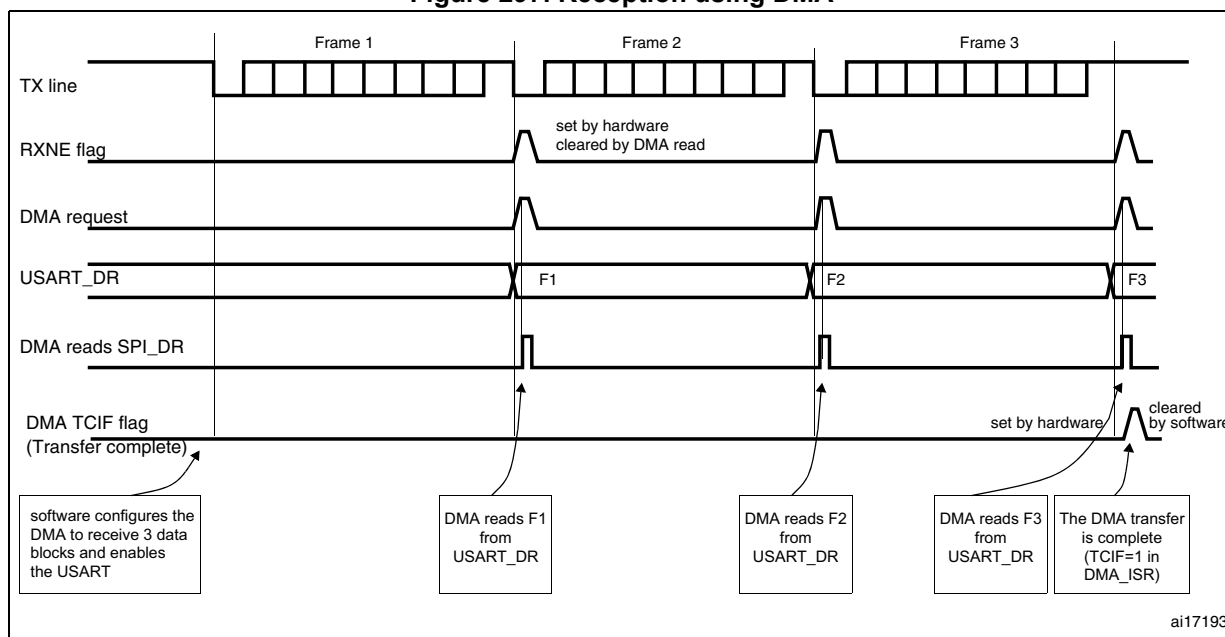 Frame 1
Frame 2
Frame 3
TX line
set by hardware
cleared by DMA read
RXNE flag
DMA request
USART_DR
F1
F2
F3
DMA reads SPI_DR
DMA TCIF flag
(Transfer complete)
set by hardware
cleared
by software
software configures the
DMA to receive 3 data
blocks and enables
the USART
DMA reads F1
from
USART_DR
DMA reads F2
from
USART_DR
DMA reads F3
from
USART_DR
The DMA transfer
is complete
(TCIF=1 in
DMA_ISR)
ai17193